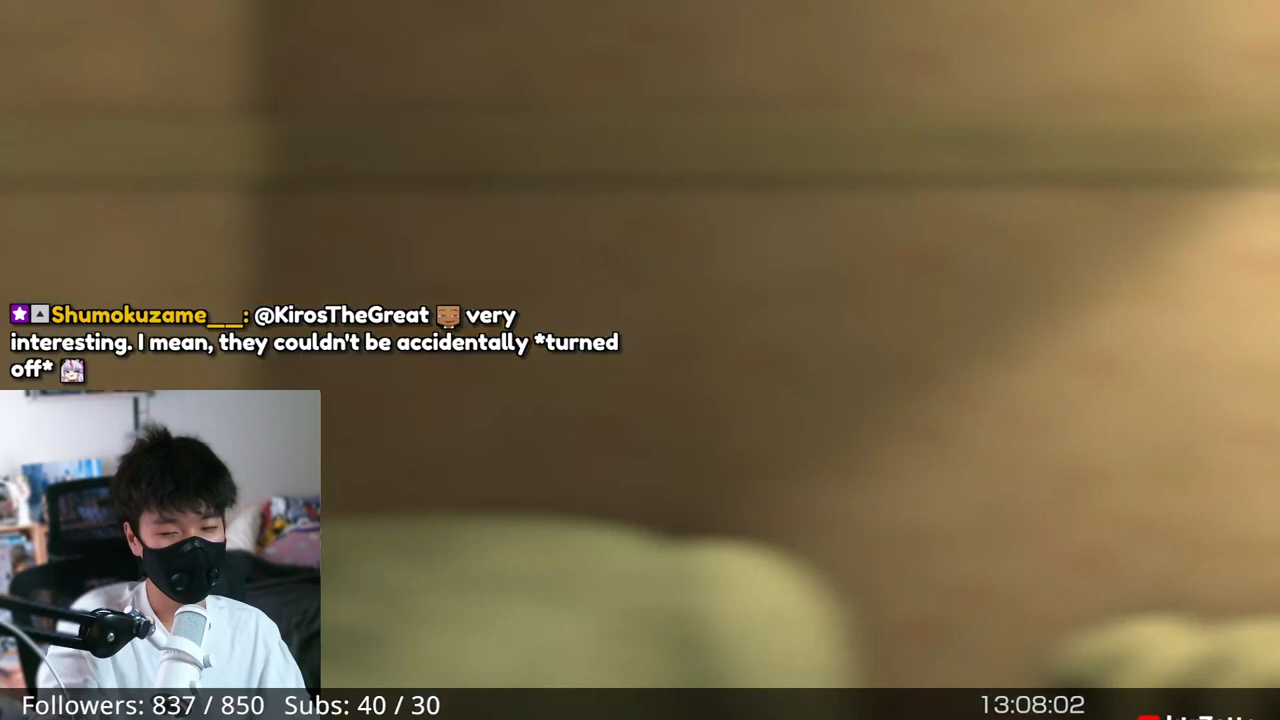 Shumokuzame__: @KirosTheGreat very
interesting. I mean, they couldn't be accidentally *turned
off*
Followers: 837 / 850 Subs: 40 / 30
13:08:02